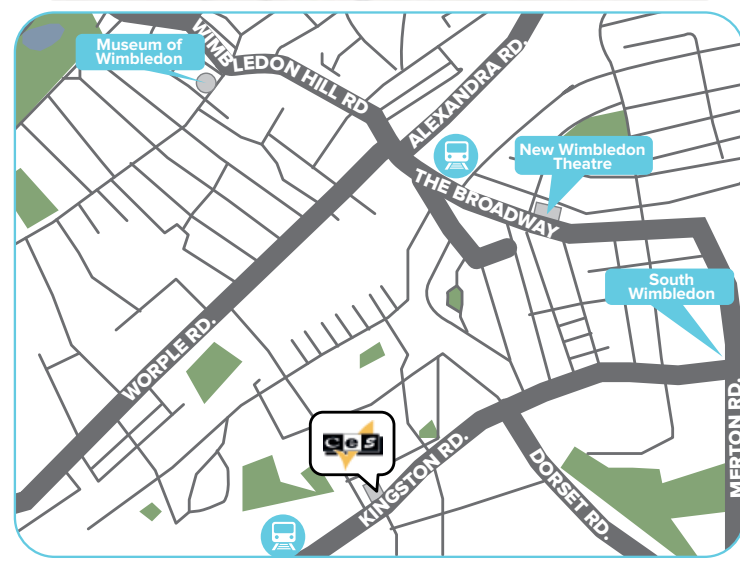 Museum of
Wimbledon
WIMBLEDON HILL RD
ALEXANDRA RD.
New Wimbledon
Theatre
THE BROADWAY
South
Wimbledon
WORPLE RD.
MERTON RD.
ces
KINGSTON RD.
DORSET RD.